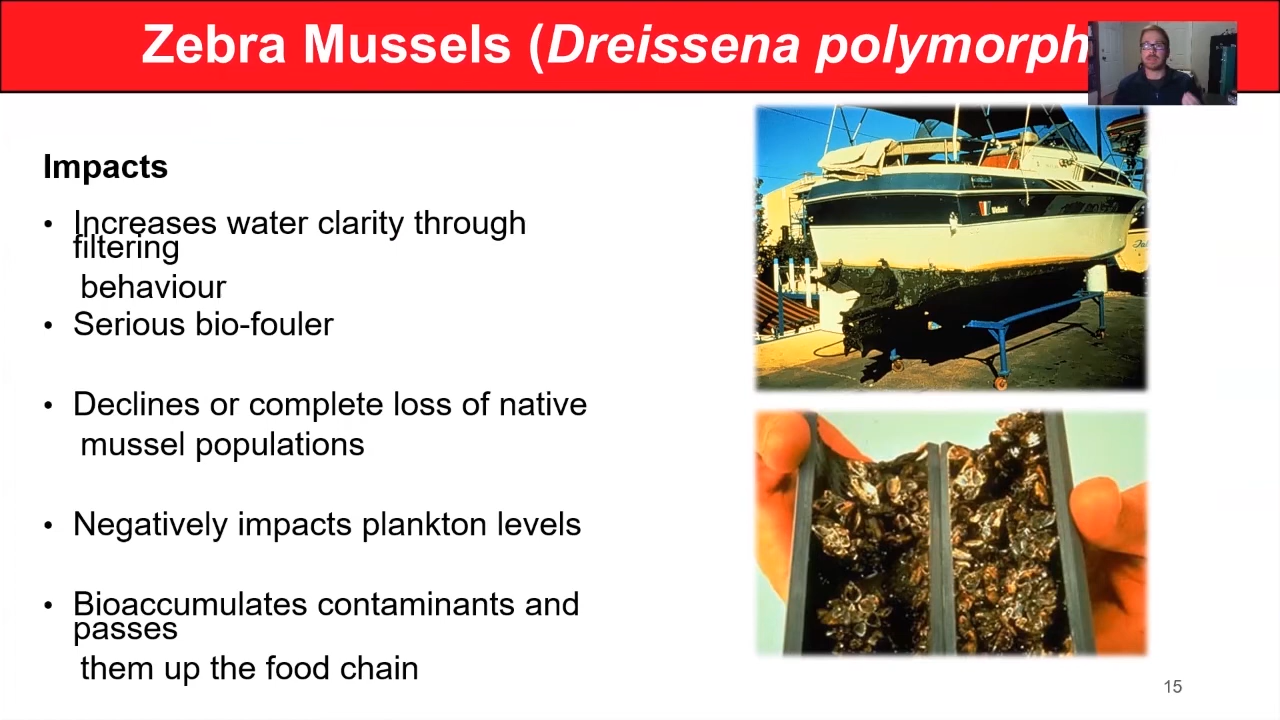 Zebra Mussels (Dreissena polymorph
Impacts
• Increases water clarity through
filtering
behaviour
• Serious bio-fouler
• Declines or complete loss of native
mussel populations
• Negatively impacts plankton levels
• Bioaccumulates contaminants and
passes
them up the food chain
15